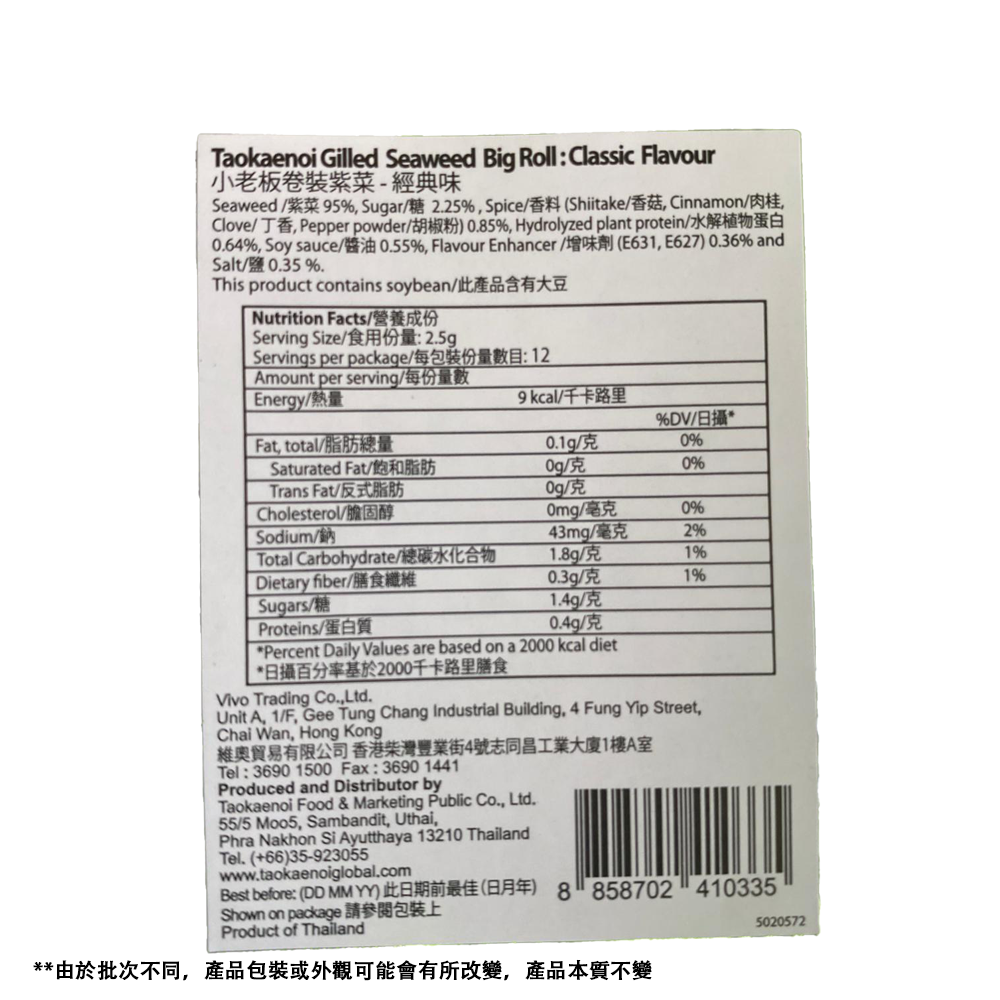 Taokaenoi Gilled Seaweed Big Roll : Classic Flavour
小老板卷裝紫菜 - 經典味
Seaweed /紫菜 95%, Sugar/糖 2.25% , Spice/香料 (Shiitake/香菇, Cinnamon/肉桂,
Clove/ 丁香, Pepper powder/胡椒粉) 0.85%, Hydrolyzed plant protein/水解植物蛋白
0.64%, Soy sauce/醬油 0.55%, Flavour Enhancer /增味劑 (E631, E627) 0.36% and
Salt/鹽 0.35 %.
This product contains soybean/此產品含有大豆
Nutrition Facts/營養成份
Serving Size/食用份量: 2.5g
Servings per package/每包裝份量數目: 12
Amount per serving/每份量數
Energy/熱量 9 kcal/千卡路里
%DV/日攝*
Fat, total/脂肪總量 0.1g/克 0%
Saturated Fat/飽和脂肪 0g/克 0%
Trans Fat/反式脂肪 0g/克
Cholesterol/膽固醇 0mg/毫克 0%
Sodium/鈉 43mg/毫克 2%
Total Carbohydrate/總碳水化合物 1.8g/克 1%
Dietary fiber/膳食纖維 0.3g/克 1%
Sugars/糖 1.4g/克
Proteins/蛋白質 0.4g/克
*Percent Daily Values are based on a 2000 kcal diet
*日攝百分率基於2000千卡路里膳食
Vivo Trading Co.,Ltd.
Unit A, 1/F, Gee Tung Chang Industrial Building, 4 Fung Yip Street,
Chai Wan, Hong Kong
維奧貿易有限公司 香港柴灣豐業街4號志同昌工業大廈1樓A室
Tel : 3690 1500 Fax : 3690 1441
Produced and Distributor by
Taokaenoi Food & Marketing Public Co., Ltd.
55/5 Moo5, Sambandit, Uthai,
Phra Nakhon Si Ayutthaya 13210 Thailand
Tel. (+66)35-923055
www.taokaenoiglobal.com
Best before: (DD MM YY) 此日期前最佳 (日月年)
Shown on package 請參閱包裝上
Product of Thailand
8 858702 410335
5020572
**由於批次不同，產品包裝或外觀可能會有所改變，產品本質不變